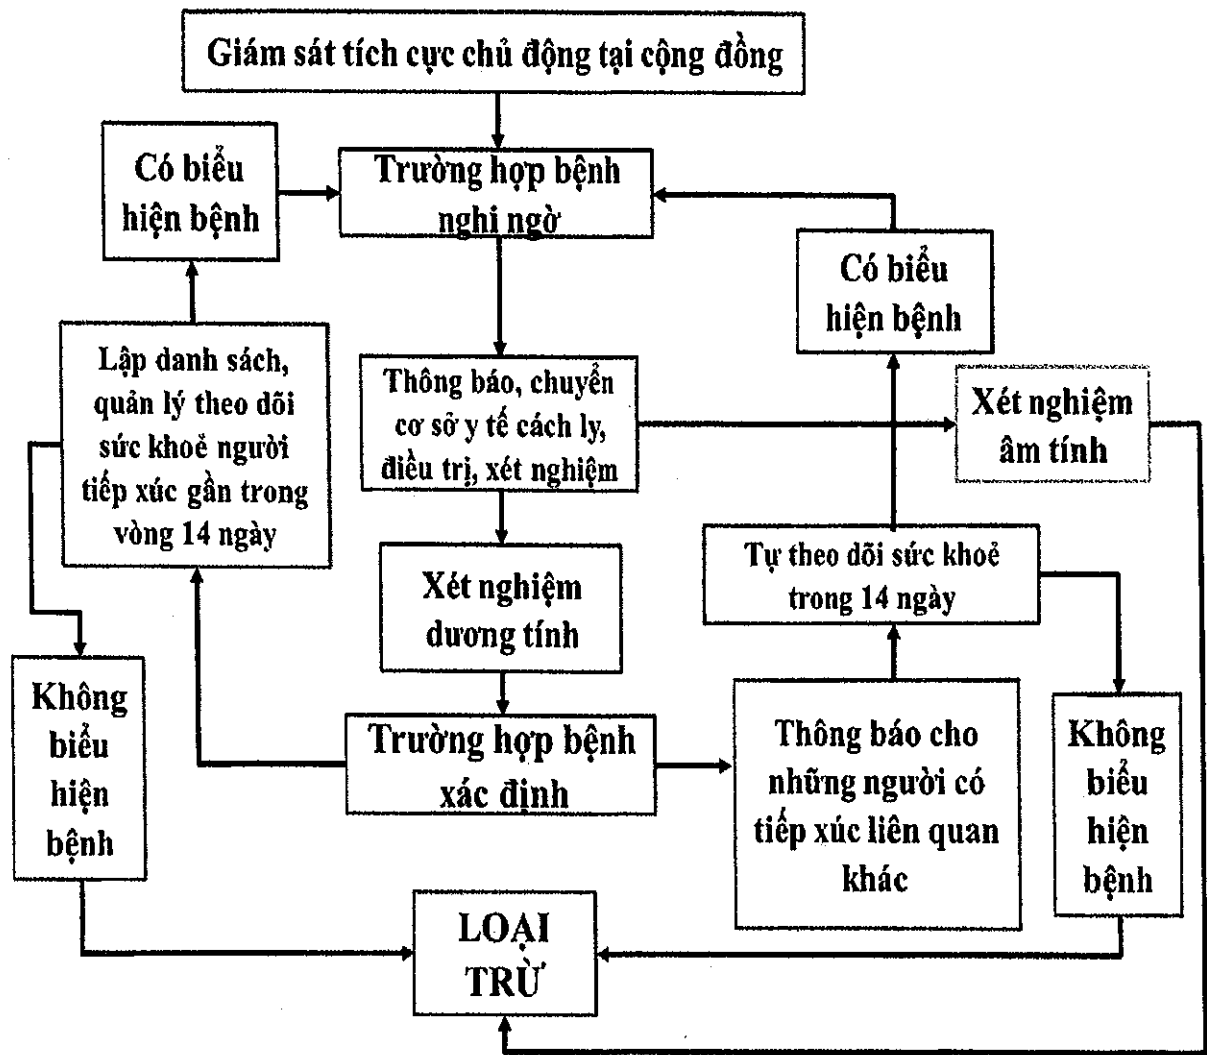 Giám sát tích cực chủ động tại cộng đồng
Có biểu
hiện bệnh
Trường hợp bệnh
nghi ngờ
Có biểu
hiện bệnh
Lập danh sách,
quản lý theo dõi
sức khoẻ người
tiếp xúc gần trong
vòng 14 ngày
Thông báo, chuyển
cơ sở y tế cách ly,
điều trị, xét nghiệm
Xét nghiệm
âm tính
Tự theo dõi sức khoẻ
trong 14 ngày
Xét nghiệm
dương tính
Không
biểu
hiện
bệnh
Trường hợp bệnh
xác định
Thông báo cho
những người có
tiếp xúc liên quan
khác
Không
biểu
hiện
bệnh
LOẠI
TRỪ